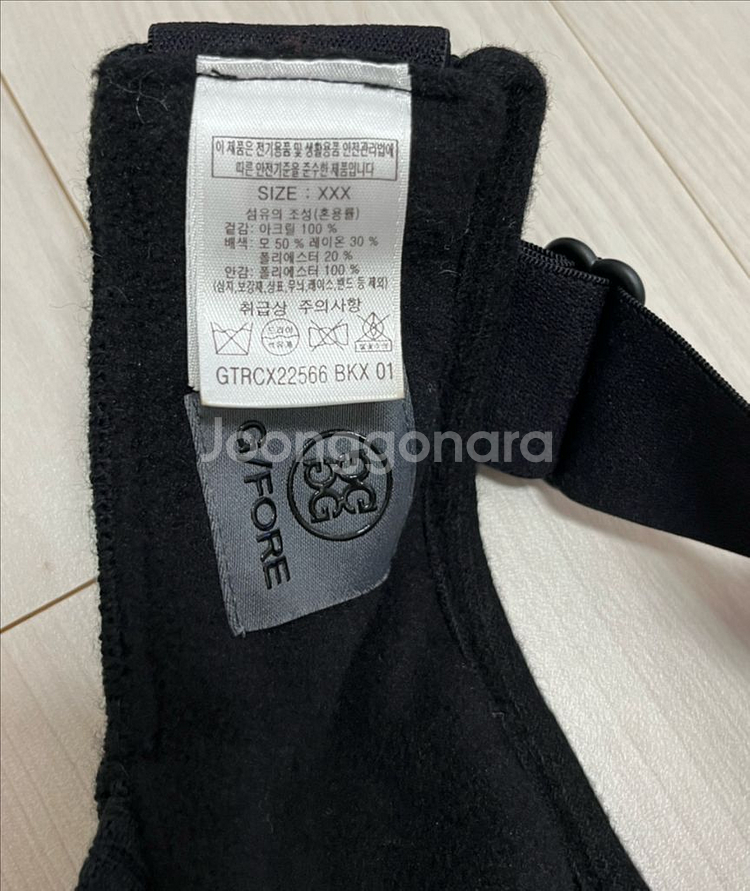 이 제품은 전기용품 및 생활용품 안전관리법에
따른 안전기준을 준수한 제품입니다
SIZE : XXX
섬유의 조성(혼용률)
겉감: 아크릴 100 %
배색: 모 50 % 레이온 30 %
폴리에스터 20 %
안감: 폴리에스터 100 %
(심지,보강재,상표,무늬,레이스,밴드 등 제외)
취급상 주의사항
드라이
석유계
GTRCX22566 BKX 01
Joonggonara
G/FORE